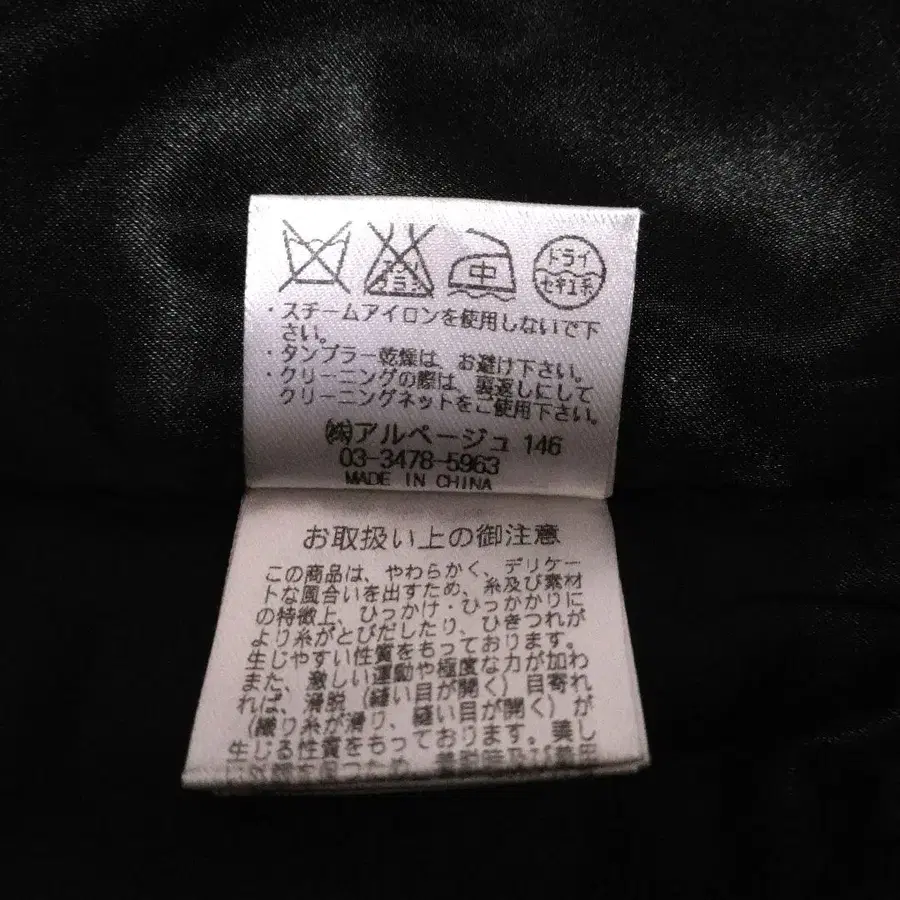 中
ドライ
セキユ系
・スチームアイロンを使用しないで下
さい。
・タンブラー乾燥は、お避け下さい。
・クリーニングの際は、裏返しにして
クリーニングネットをご使用下さい。
㈱アルページュ 146
03-3478-5963
MADE IN CHINA
お取扱い上の御注意
この商品は、やわらかく、デリケー
トな風合いを出すため、糸及び素材
の特徴上、ひっかけ・ひっかかりに
より糸がとびだしたり、ひきつれが
生じやすい性質をもっております。
また、激しい運動や極度な力が加わ
れば、滑脱（縫い目が開く）目寄れ
（織り糸が滑り、縫い目が開く）が
生じる性質をもっております。美し